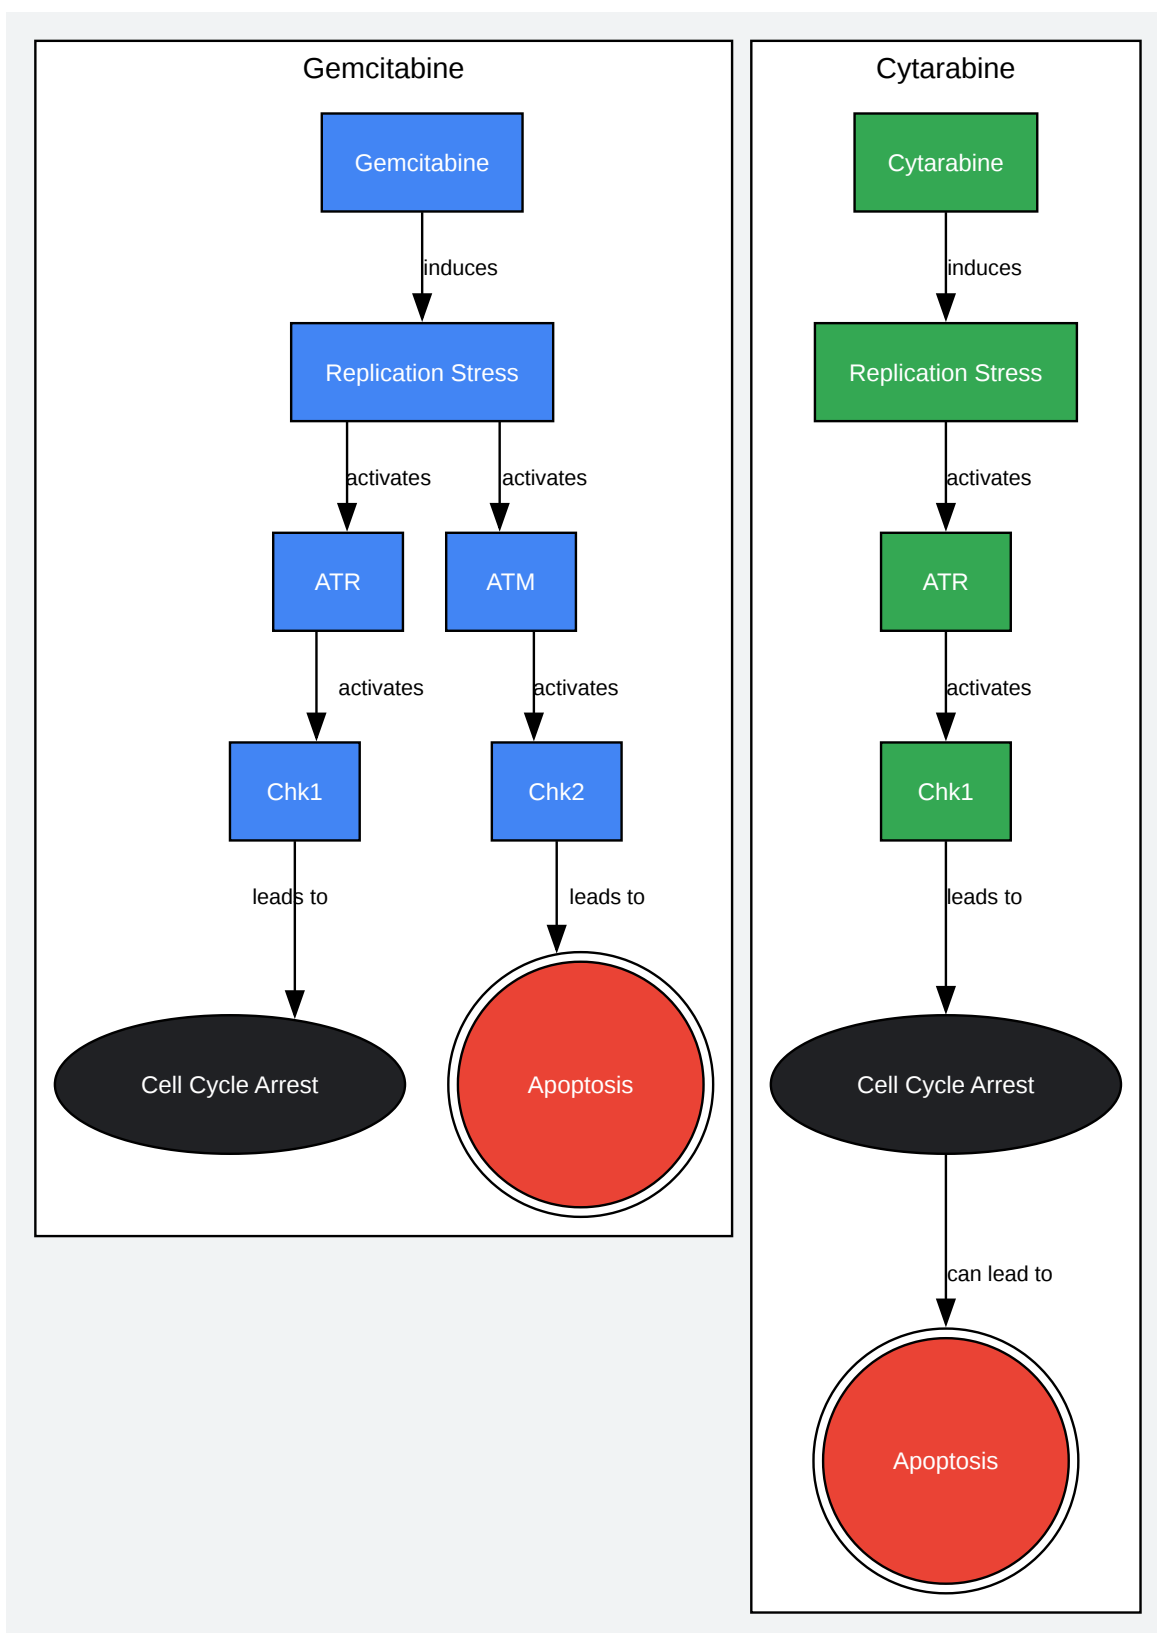 Gemcitabine
Gemcitabine
induces
Replication Stress
activates
activates
ATR
ATM
activates
activates
Chk1
Chk2
leads to
leads to
Cell Cycle Arrest
Apoptosis
Cytarabine
Cytarabine
induces
Replication Stress
activates
ATR
activates
Chk1
leads to
Cell Cycle Arrest
can lead to
Apoptosis